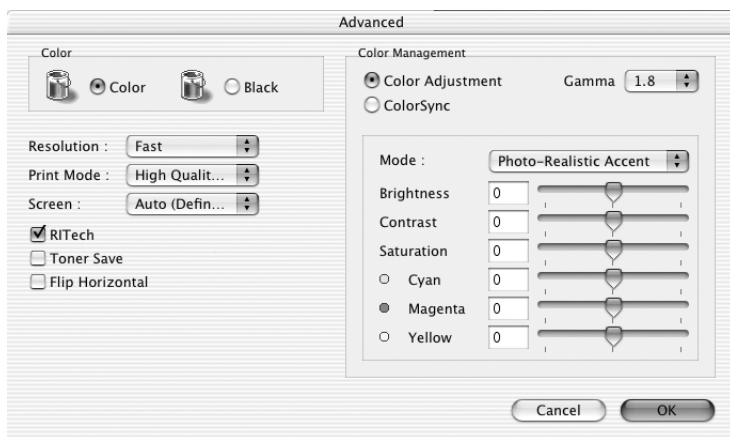 Advanced
Color
Color
Black
Resolution : Fast
Print Mode : High Qualit...
Screen : Auto (Defin...
RITech
Toner Save
Flip Horizontal
Color Management
Color Adjustment
Gamma 1.8
ColorSync
Mode : Photo-Realistic Accent
Brightness 0
Contrast 0
Saturation 0
Cyan 0
Magenta 0
Yellow 0
Cancel
OK